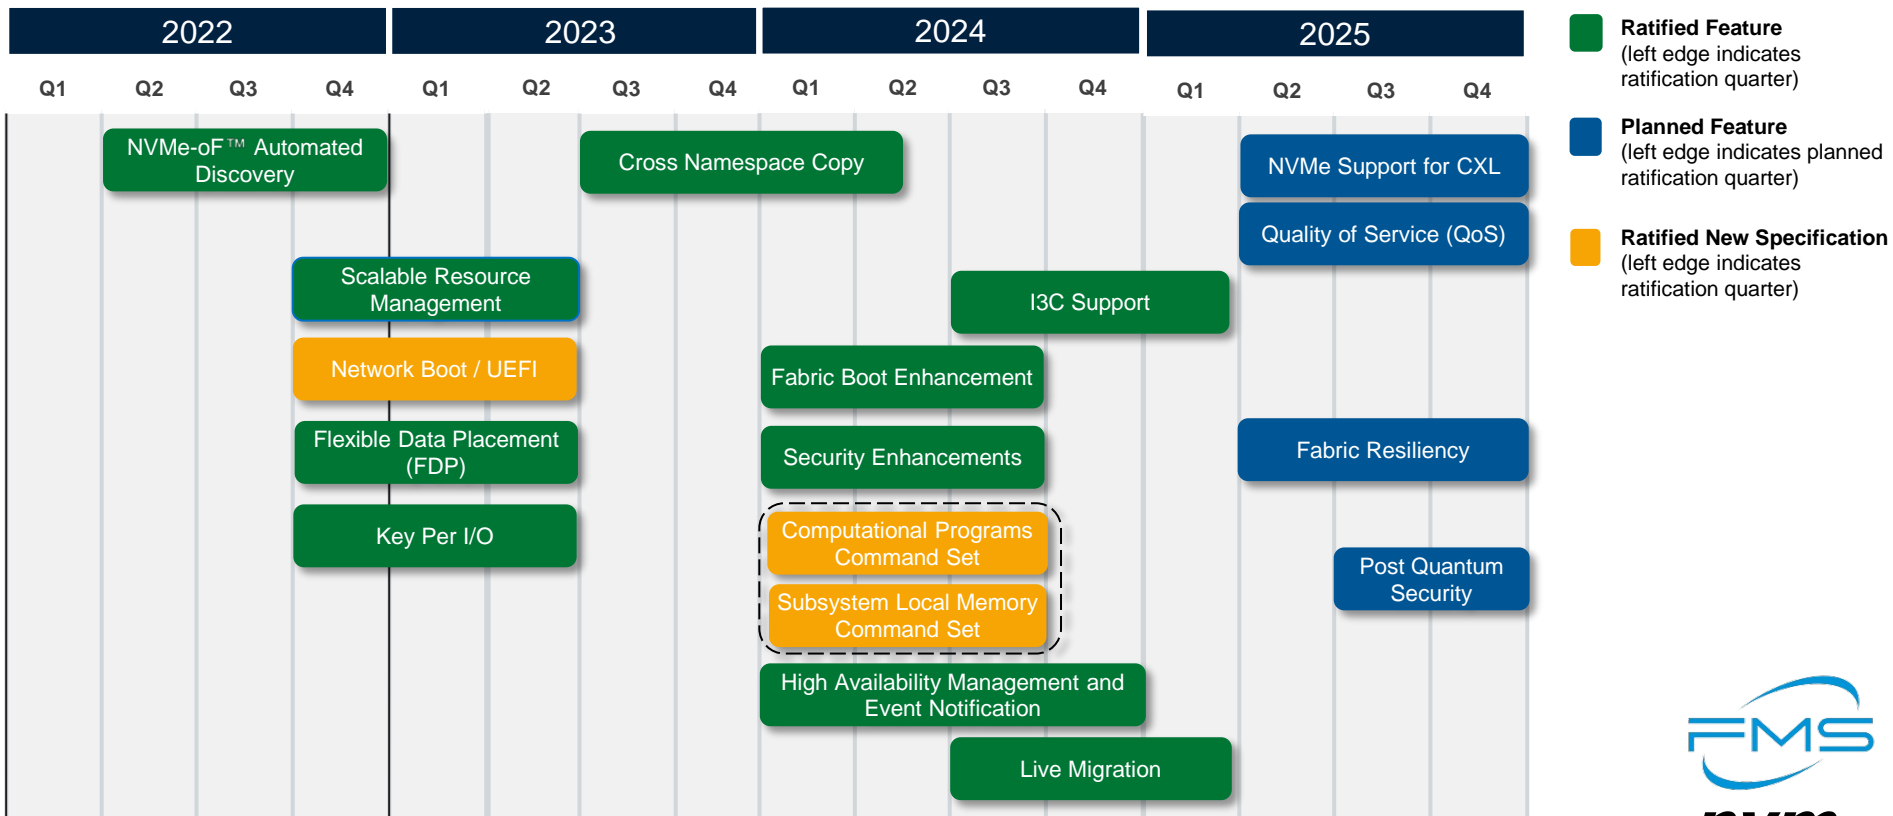 2022
2023
2024
2025
Q1 Q2 Q3 Q4 Q1 Q2 Q3 Q4 Q1 Q2 Q3 Q4 Q1 Q2 Q3 Q4
NVMe-oF™ Automated
Discovery
Cross Namespace Copy
NVMe Support for CXL
Quality of Service (QoS)
Scalable Resource
Management
I3C Support
Network Boot / UEFI
Fabric Boot Enhancement
Flexible Data Placement
(FDP)
Security Enhancements
Fabric Resiliency
Key Per I/O
Computational Programs
Command Set
Subsystem Local Memory
Command Set
Post Quantum
Security
High Availability Management and
Event Notification
Live Migration
Ratified Feature
(left edge indicates
ratification quarter)
Planned Feature
(left edge indicates planned
ratification quarter)
Ratified New Specification
(left edge indicates
ratification quarter)
FMS
nvm